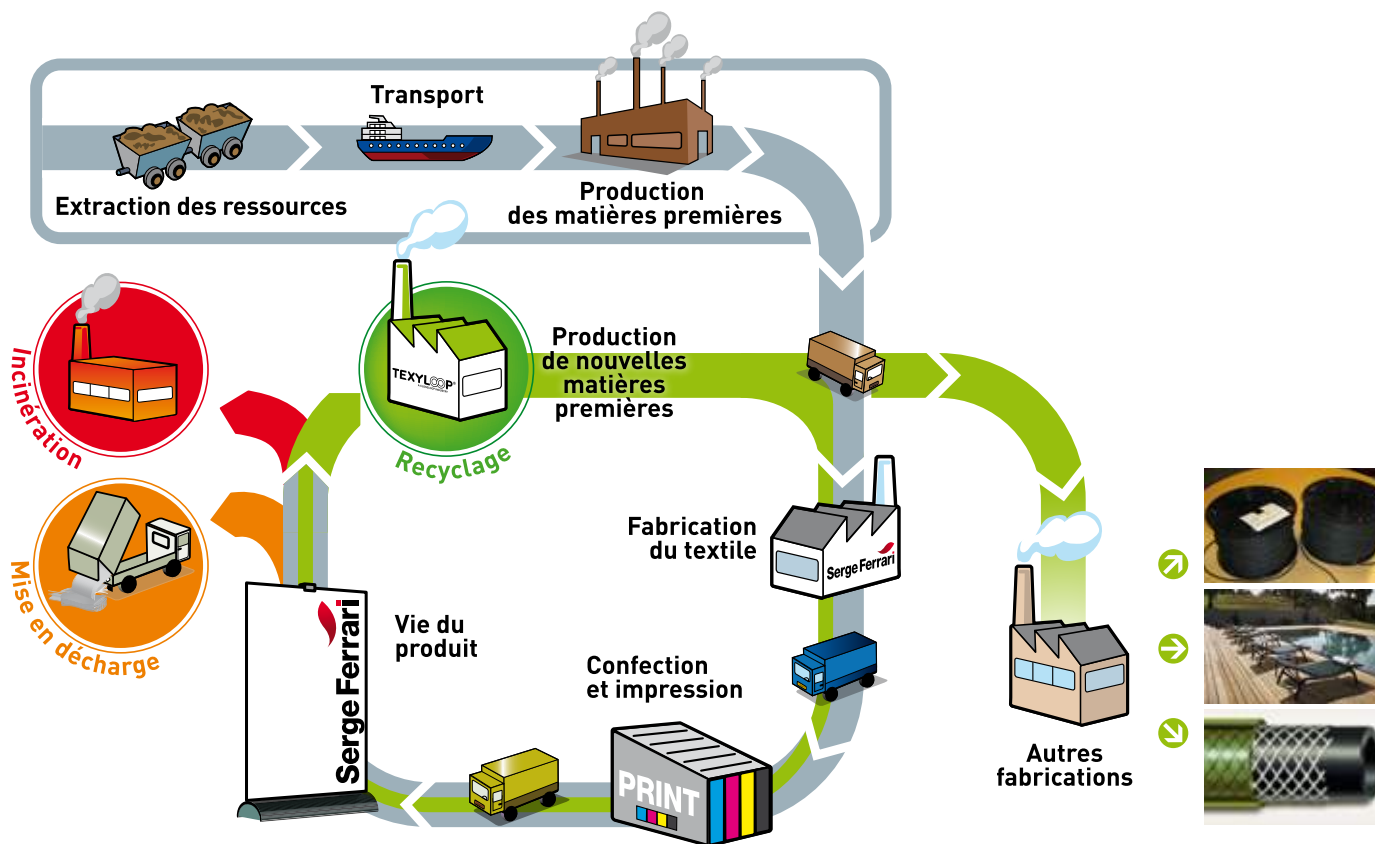 Transport
Extraction des ressources
Production
des matières premières
Incinération
TEXYLOOP
Recyclage
Production
de nouvelles
matières
premières
Mise en décharge
Fabrication
du textile
Serge Ferrari
Serge Ferrari
Vie du
produit
Confection
et impression
PRINT
Autres
fabrications